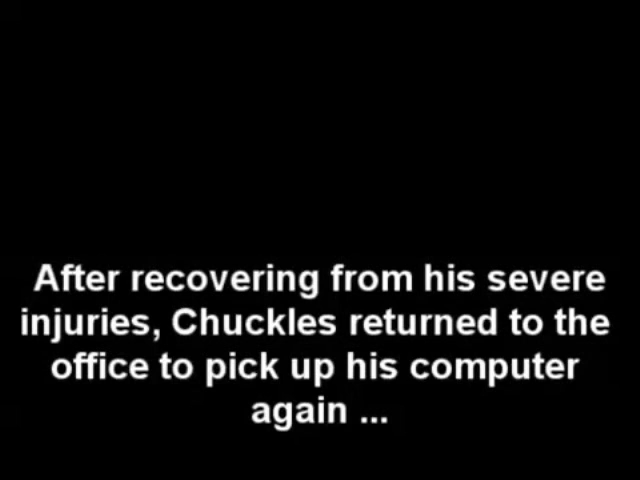 After recovering from his severe
injuries, Chuckles returned to the
office to pick up his computer
again ...